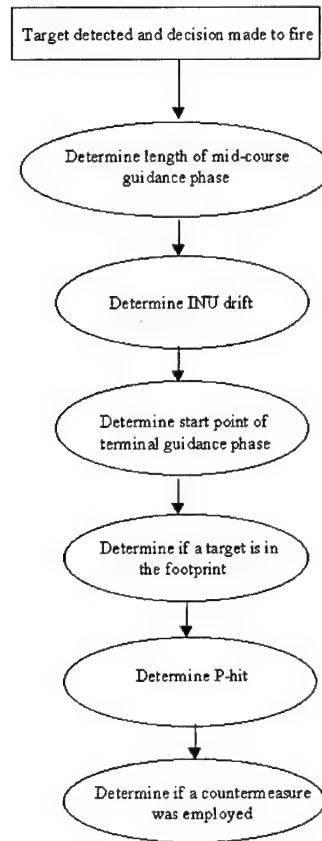 Target detected and decision made to fire
Determine length of mid-course
guidance phase
Determine INU drift
Determine start point of
terminal guidance phase
Determine if a target is in
the footprint
Determine P-hit
Determine if a countermeasure
was employed